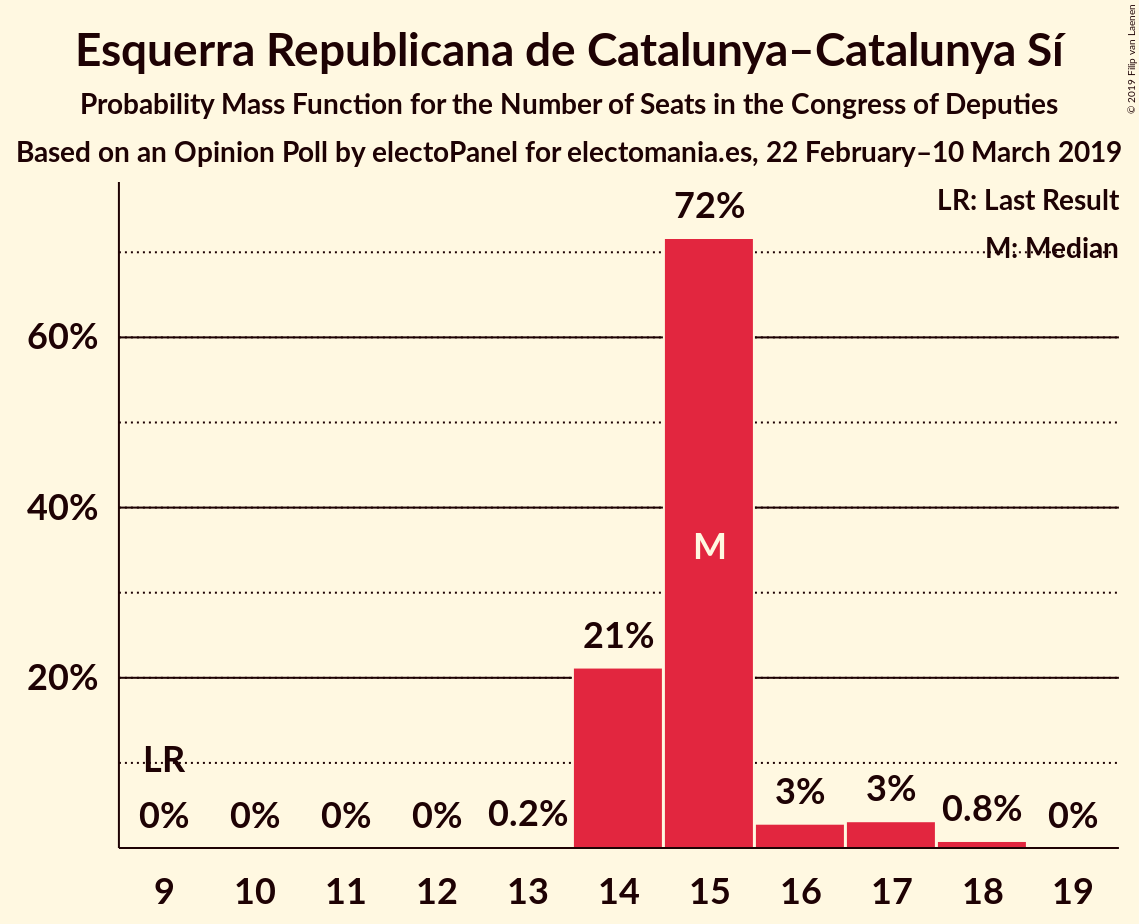 Esquerra Republicana de Catalunya–Catalunya Sí
Probability Mass Function for the Number of Seats in the Congress of Deputies
Based on an Opinion Poll by electoPanel for electomania.es, 22 February–10 March 2019
© 2019 Filip van Laenen
LR: Last Result
M: Median
72%
60%
40%
M
21%
20%
LR
0% 0% 0% 0% 0.2% 3% 3% 0.8% 0%
9 10 11 12 13 14 15 16 17 18 19